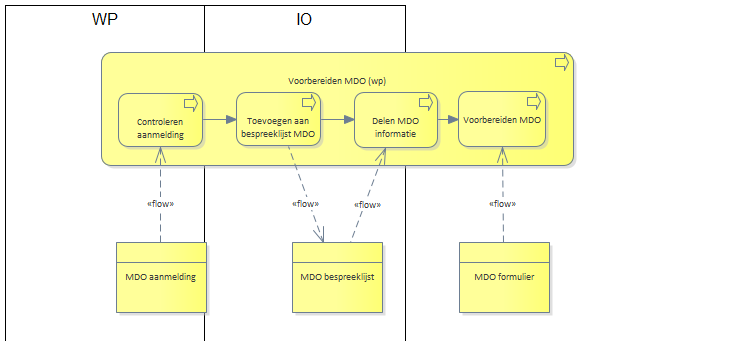 WP
IO
Voorbereiden MDO (wp)
Controleren
aanmelding
Toevoegen aan
bespreeklijst MDO
Delen MDO
informatie
Voorbereiden MDO
«flow»
«flow»
«flow»
«flow»
MDO aanmelding
MDO bespreeklijst
MDO formulier